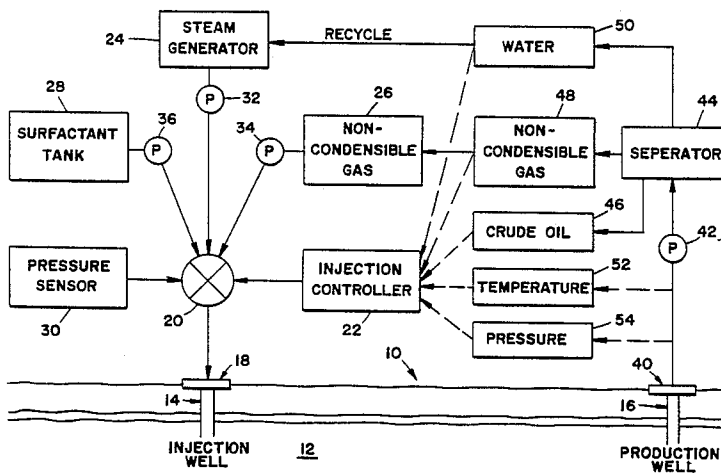 24
STEAM
GENERATOR
RECYCLE
WATER
50
P
32
28
SURFACTANT
TANK
36
P
34
P
26
NON-
CONDENSIBLE
GAS
48
NON-
CONDENSIBLE
GAS
44
SEPERATOR
46
CRUDE OIL
P
42
PRESSURE
SENSOR
30
20
INJECTION
CONTROLLER
22
TEMPERATURE
52
PRESSURE
54
18
10
40
14
16
INJECTION
WELL
12
PRODUCTION
WELL